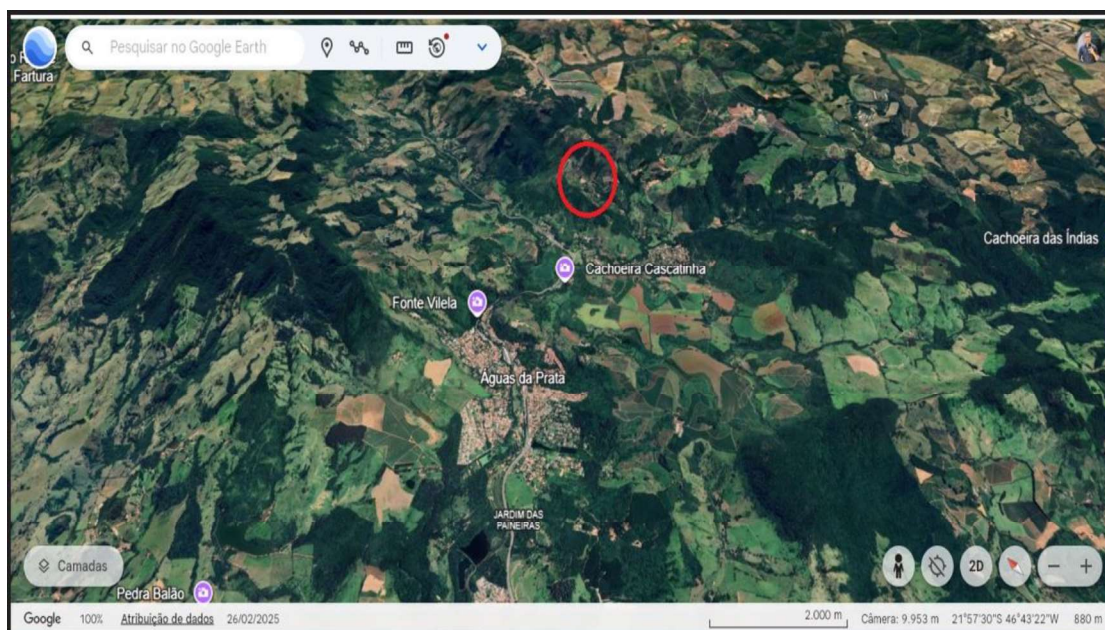 Pesquisar no Google Earth
Fartura
Cachoeira das Índias
Cachoeira Cascatinha
Fonte Vilela
Águas da Prata
JARDIM DAS
PAINEIRAS
Camadas
2D
Pedra Balão
Google 100% Atribuição de dados 26/02/2025 2.000 m Câmera: 9.953 m 21°57'30"S 46°43'22"W 880 m